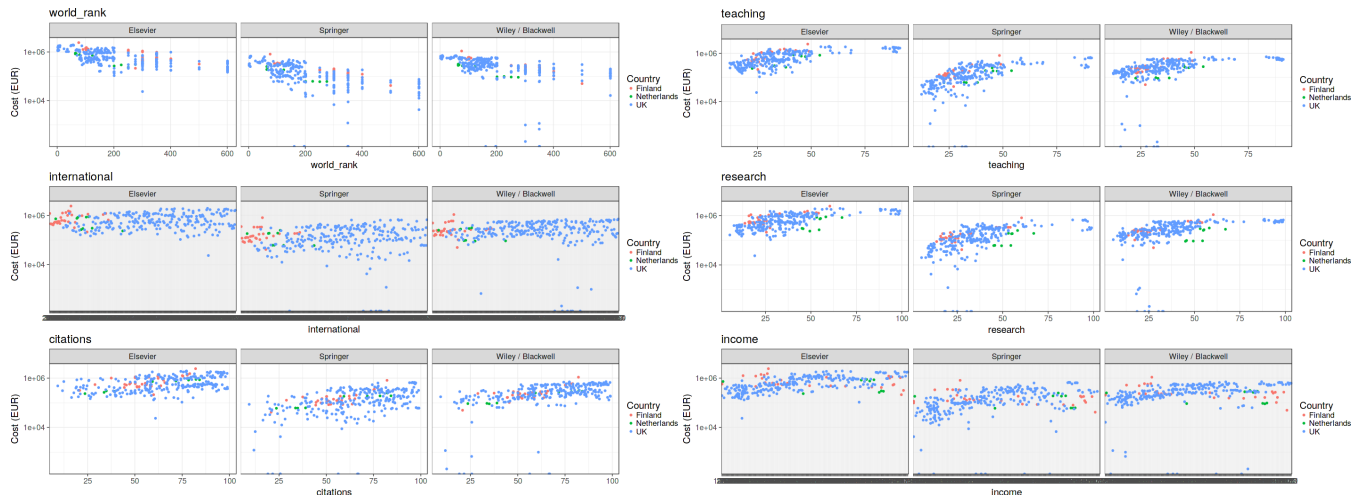 world_rank
Elsevier
Springer
Wiley / Blackwell
Cost (EUR)
1e+06
1e+04
0 200 400 600 0 200 400 600 0 200 400 600
world_rank
Country
Finland
Netherlands
UK
teaching
Elsevier
Springer
Wiley / Blackwell
Cost (EUR)
1e+06
1e+04
25 50 75 25 50 75 25 50 75
teaching
Country
Finland
Netherlands
UK
international
Elsevier
Springer
Wiley / Blackwell
Cost (EUR)
1e+06
1e+04
international
Country
Finland
Netherlands
UK
research
Elsevier
Springer
Wiley / Blackwell
Cost (EUR)
1e+06
1e+04
25 50 75 100 25 50 75 100 25 50 75 100
research
Country
Finland
Netherlands
UK
citations
Elsevier
Springer
Wiley / Blackwell
Cost (EUR)
1e+06
1e+04
25 50 75 100 25 50 75 100 25 50 75 100
citations
Country
Finland
Netherlands
UK
income
Elsevier
Springer
Wiley / Blackwell
Cost (EUR)
1e+06
1e+04
income
Country
Finland
Netherlands
UK